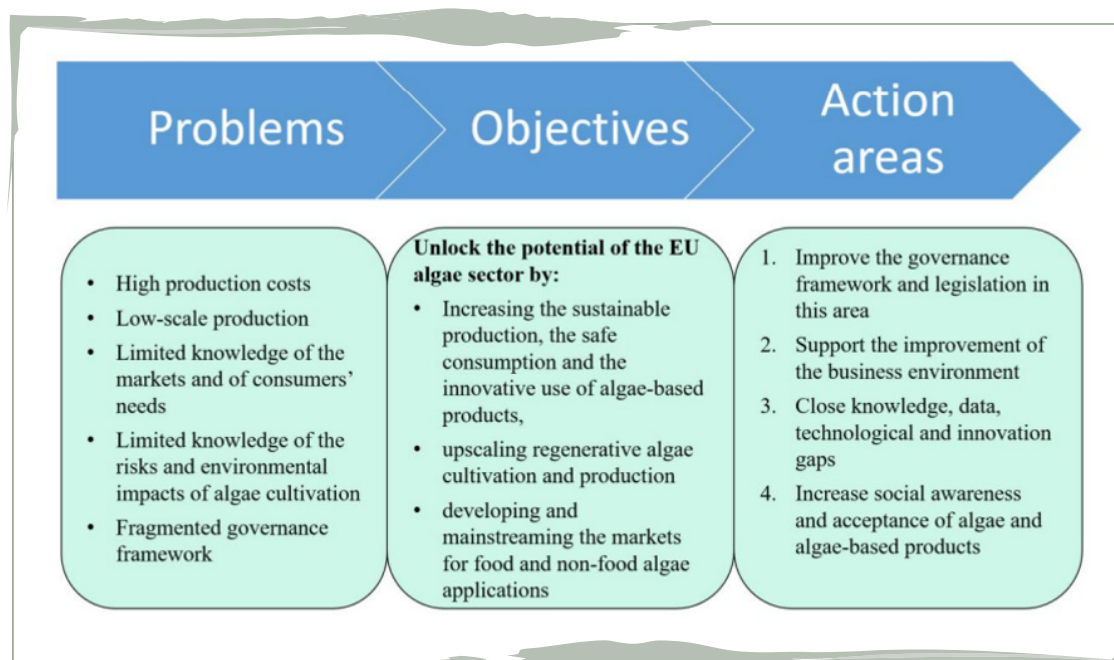 Problems
Objectives
Action
areas
• High production costs
• Low-scale production
• Limited knowledge of the
markets and of consumers’
needs
• Limited knowledge of the
risks and environmental
impacts of algae cultivation
• Fragmented governance
framework
Unlock the potential of the EU
algae sector by:
• Increasing the sustainable
production, the safe
consumption and the
innovative use of algae-based
products,
• upscaling regenerative algae
cultivation and production
• developing and
mainstreaming the markets
for food and non-food algae
applications
1. Improve the governance
framework and legislation in
this area
2. Support the improvement of
the business environment
3. Close knowledge, data,
technological and innovation
gaps
4. Increase social awareness
and acceptance of algae and
algae-based products